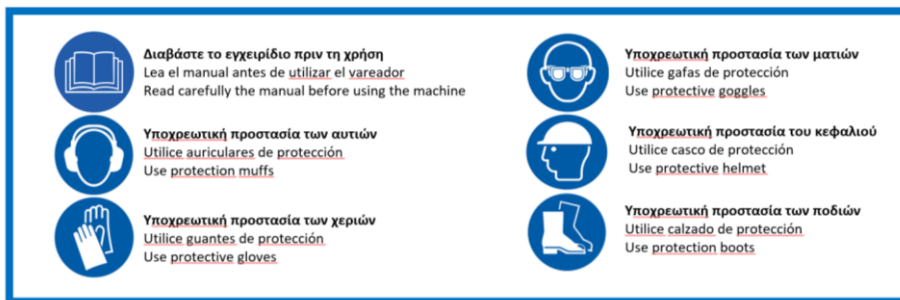 Διαβάστε το εγχειρίδιο πριν τη χρήση
Lea el manual antes de utilizar el vareador
Read carefully the manual before using the machine
Υποχρεωτική προστασία των αυτιών
Utilice auriculares de protección
Use protection muffs
Υποχρεωτική προστασία των χεριών
Utilice guantes de protección
Use protective gloves
Υποχρεωτική προστασία των ματιών
Utilice gafas de protección
Use protective goggles
Υποχρεωτική προστασία του κεφαλιού
Utilice casco de protección
Use protective helmet
Υποχρεωτική προστασία των ποδιών
Utilice calzado de protección
Use protection boots